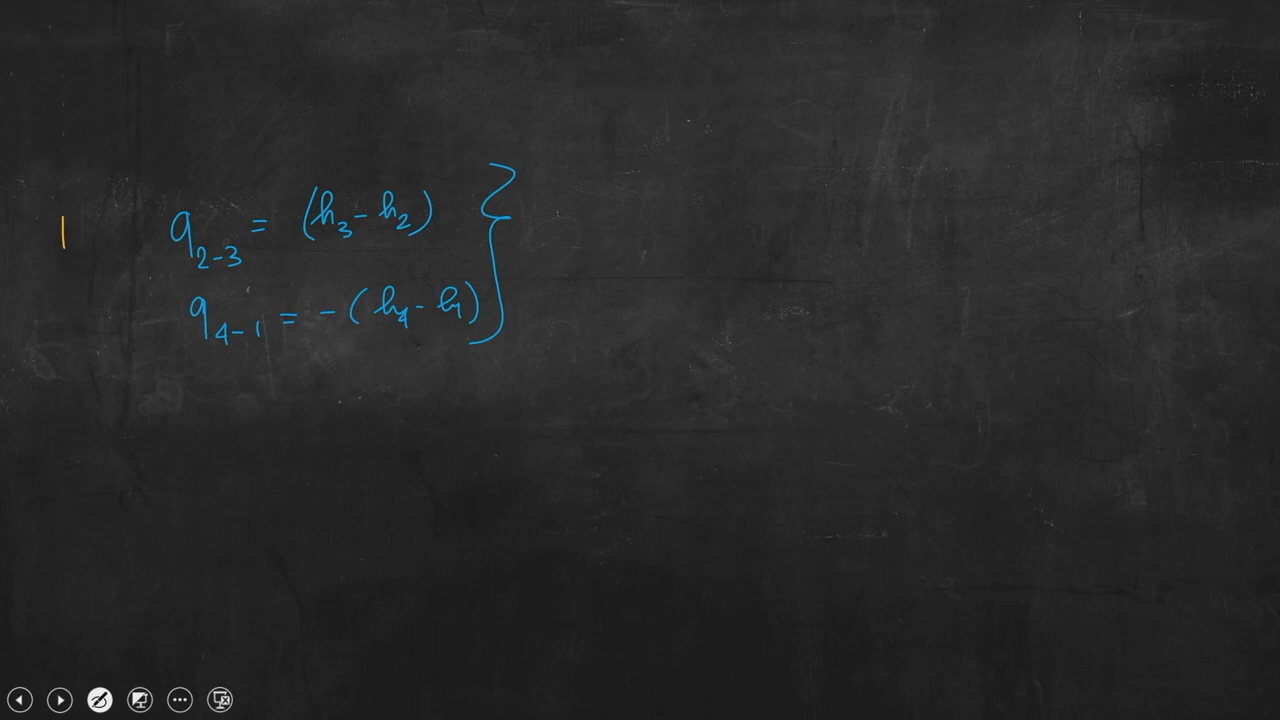 q₂₋₃ = (h₃ - h₂)
q₄₋₁ = - (h₄ - h₁)